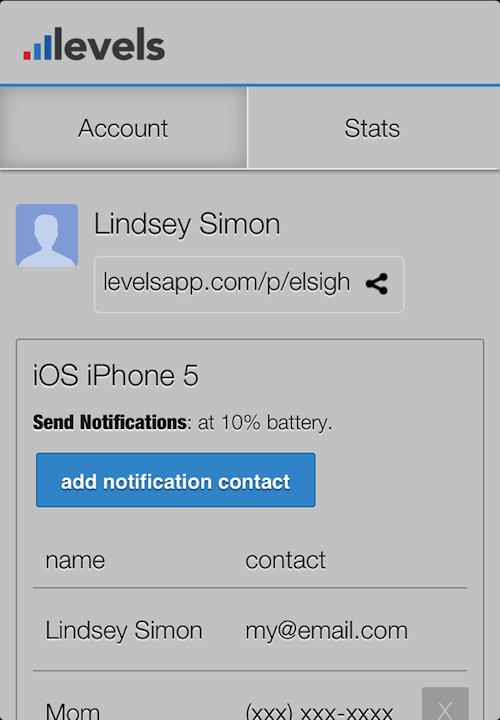 levels
Account Stats
Lindsey Simon
levelsapp.com/p/elsigh
iOS iPhone 5
Send Notifications: at 10% battery.
add notification contact
name contact
Lindsey Simon my@email.com
Mom (xxx) xxx-xxxx X